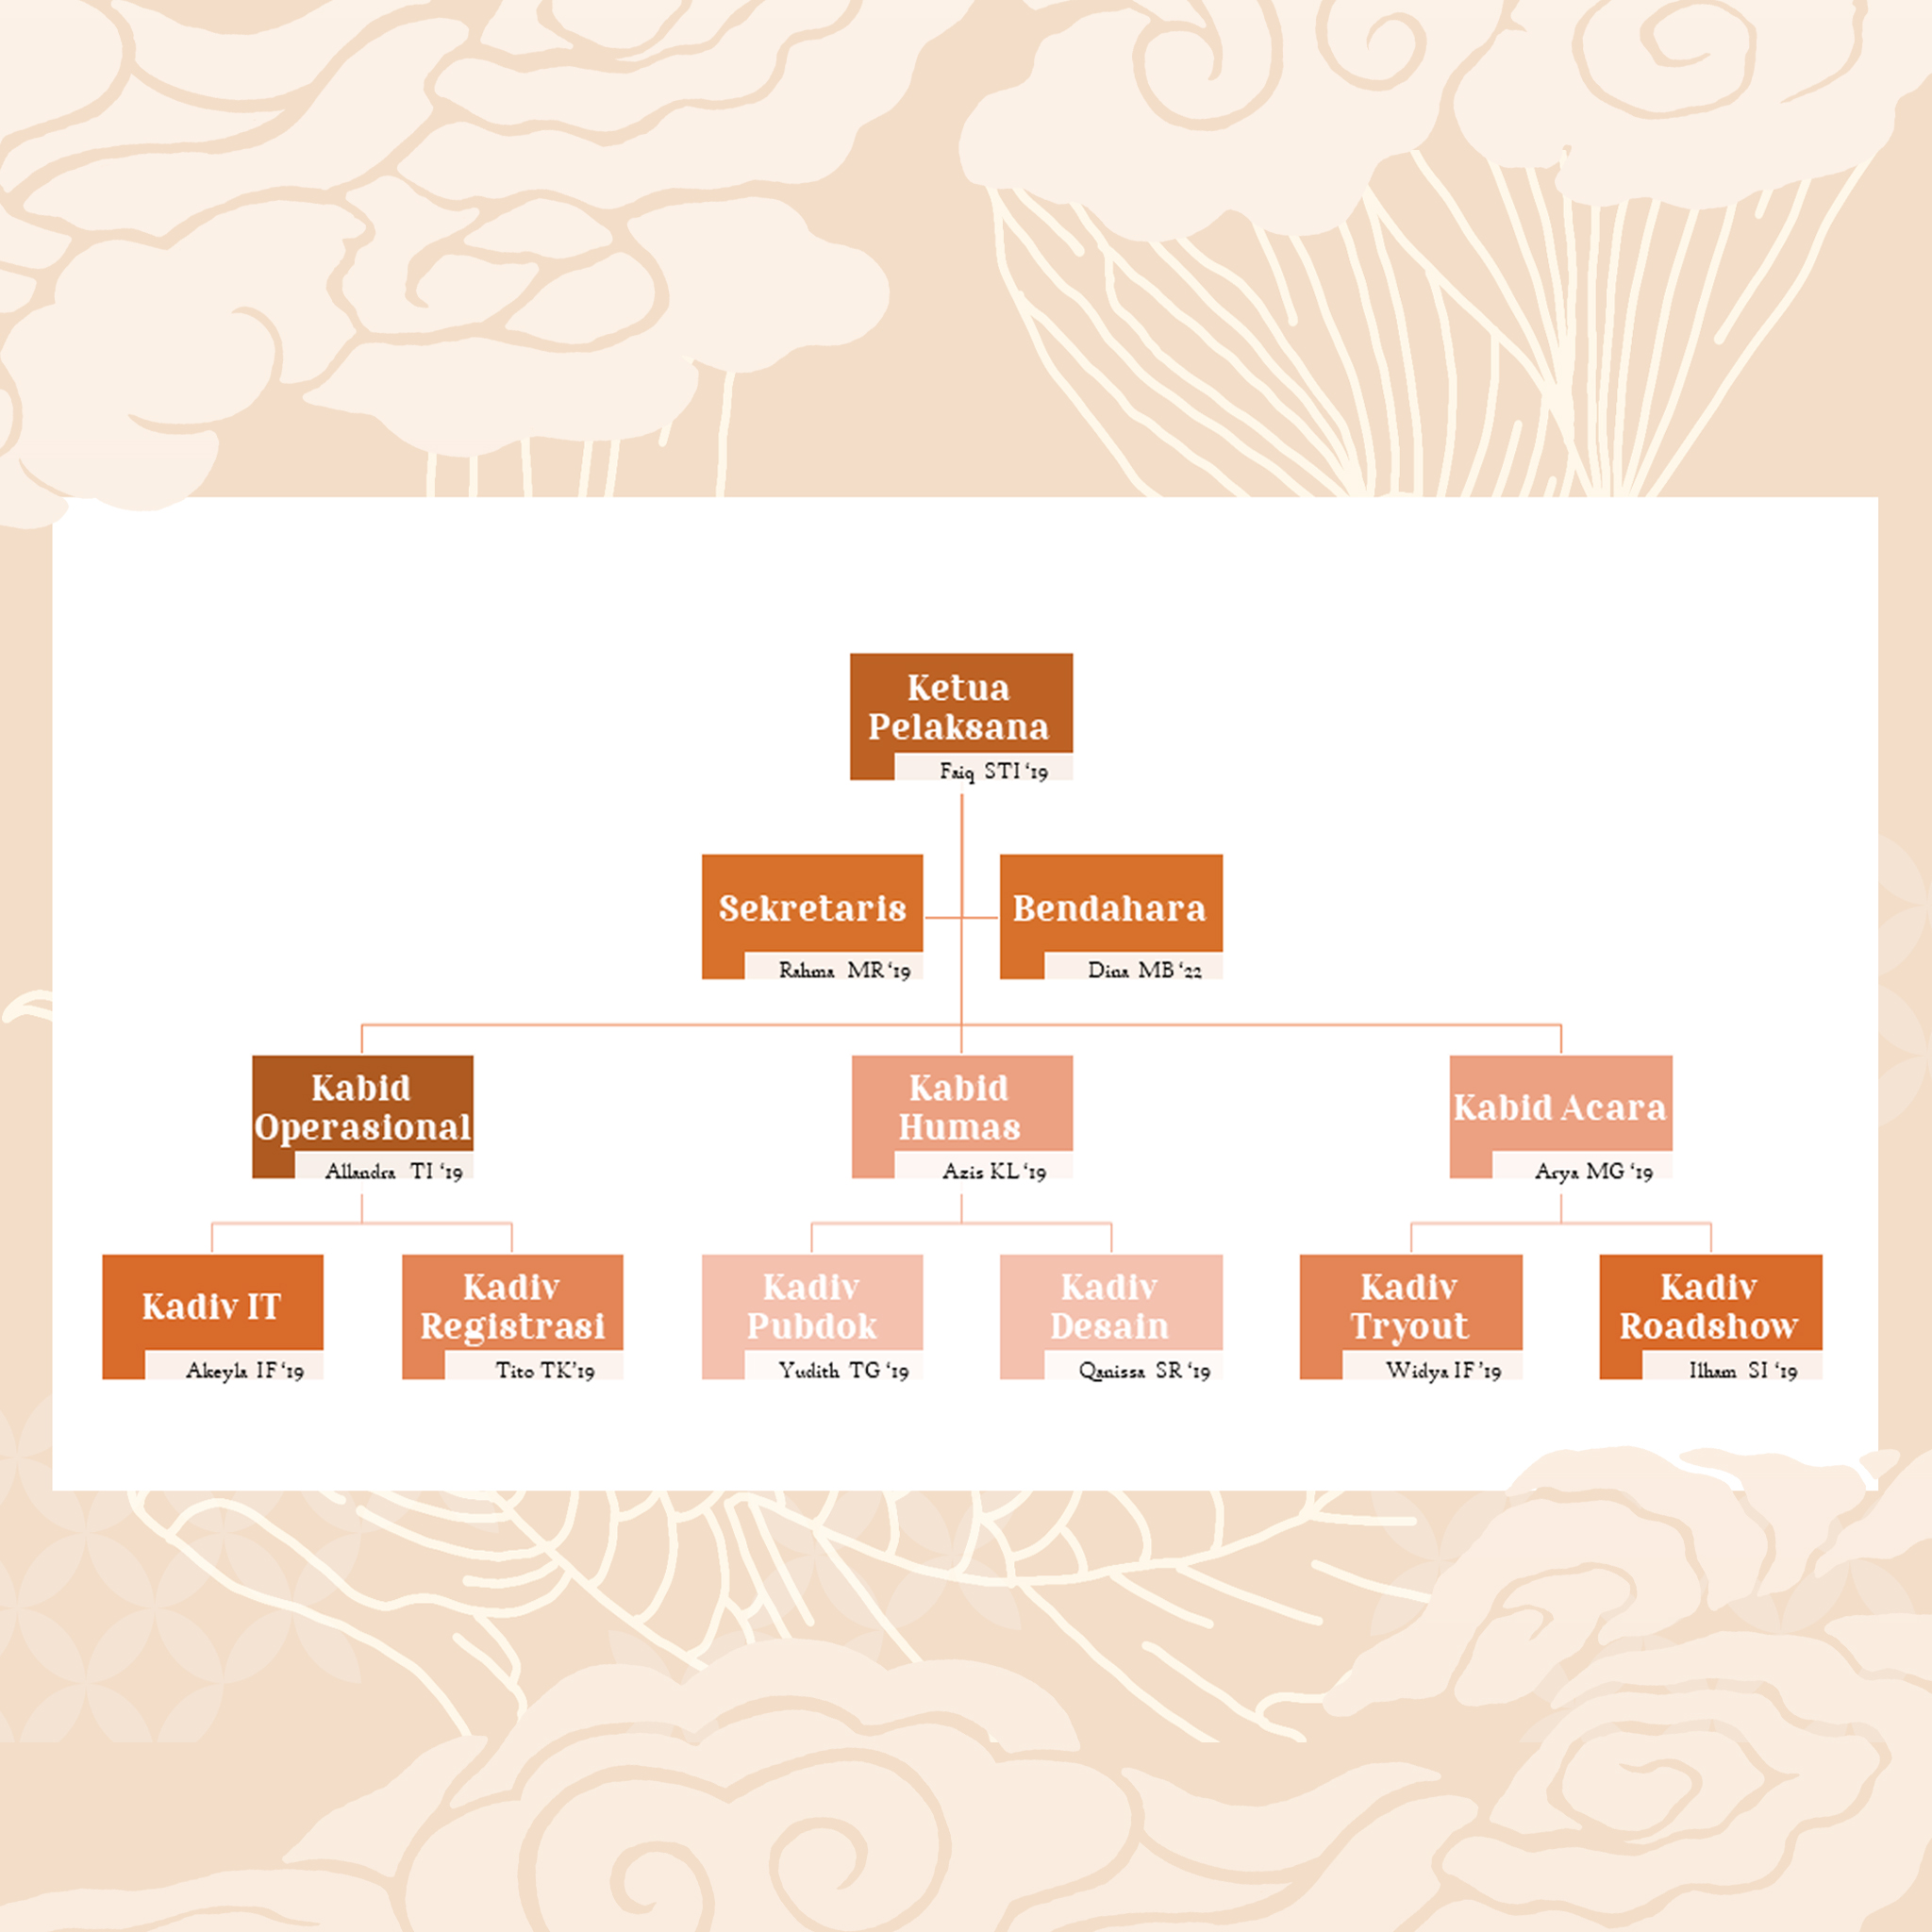 Ketua
Pelaksana
Faiq STI ‘19
Sekretaris
Rahma MR ‘19
Bendahara
Dina MB ‘22
Kabid
Operasional
Allandra TI ‘19
Kabid
Humas
Azis KL ‘19
Kabid Acara
Arya MG ‘19
Kadiv IT
Akeyla IF ‘19
Kadiv
Registrasi
Tito TK’19
Kadiv
Pubdok
Yudith TG ‘19
Kadiv
Desain
Qanissa SR ‘19
Kadiv
Tryout
Widya IF ’19
Kadiv
Roadshow
Ilham SI ‘19